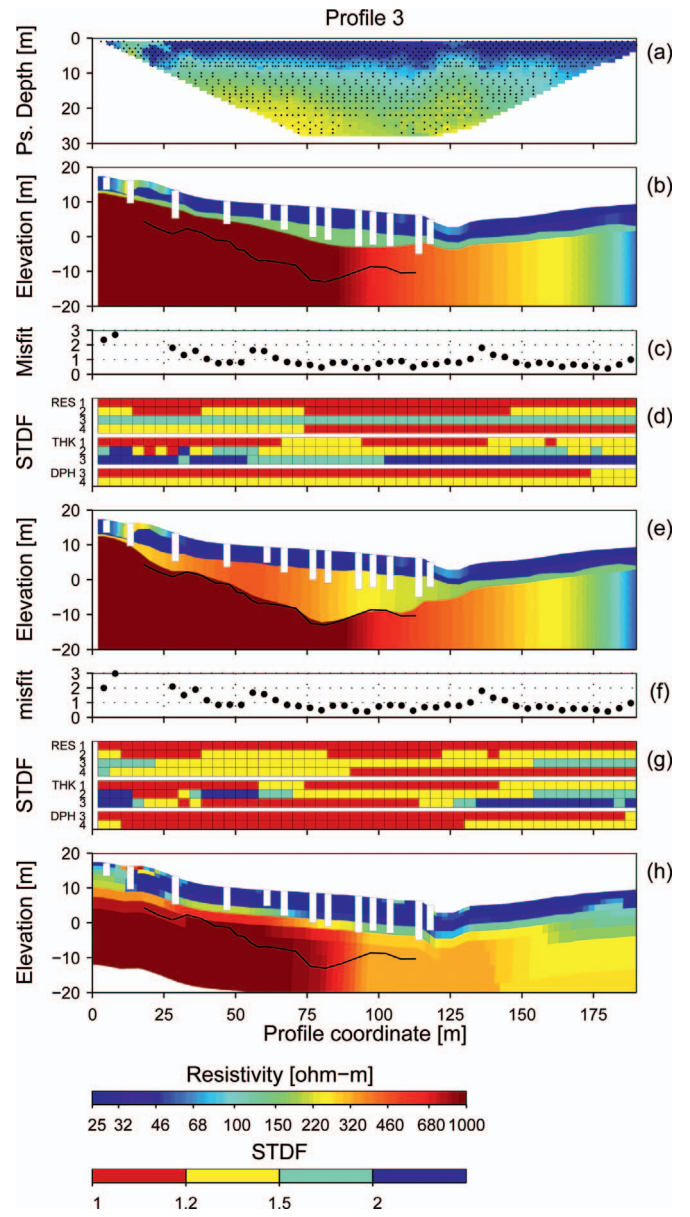 Profile 3
Ps. Depth [m]
0
10
20
30
(a)
Elevation [m]
20
10
0
−10
−20
(b)
Misfit
3
2
1
0
(c)
STDF
RES 1
2
3
4
THK 1
2
3
DPH 3
4
(d)
Elevation [m]
20
10
0
−10
−20
(e)
misfit
3
2
1
0
(f)
STDF
RES 1
2
3
4
THK 1
2
3
DPH 3
4
(g)
Elevation [m]
20
10
0
−10
−20
(h)
0 25 50 75 100 125 150 175
Profile coordinate [m]
Resistivity [ohm−m]
25 32 46 68 100 150 220 320 460 680 1000
STDF
1 1.2 1.5 2